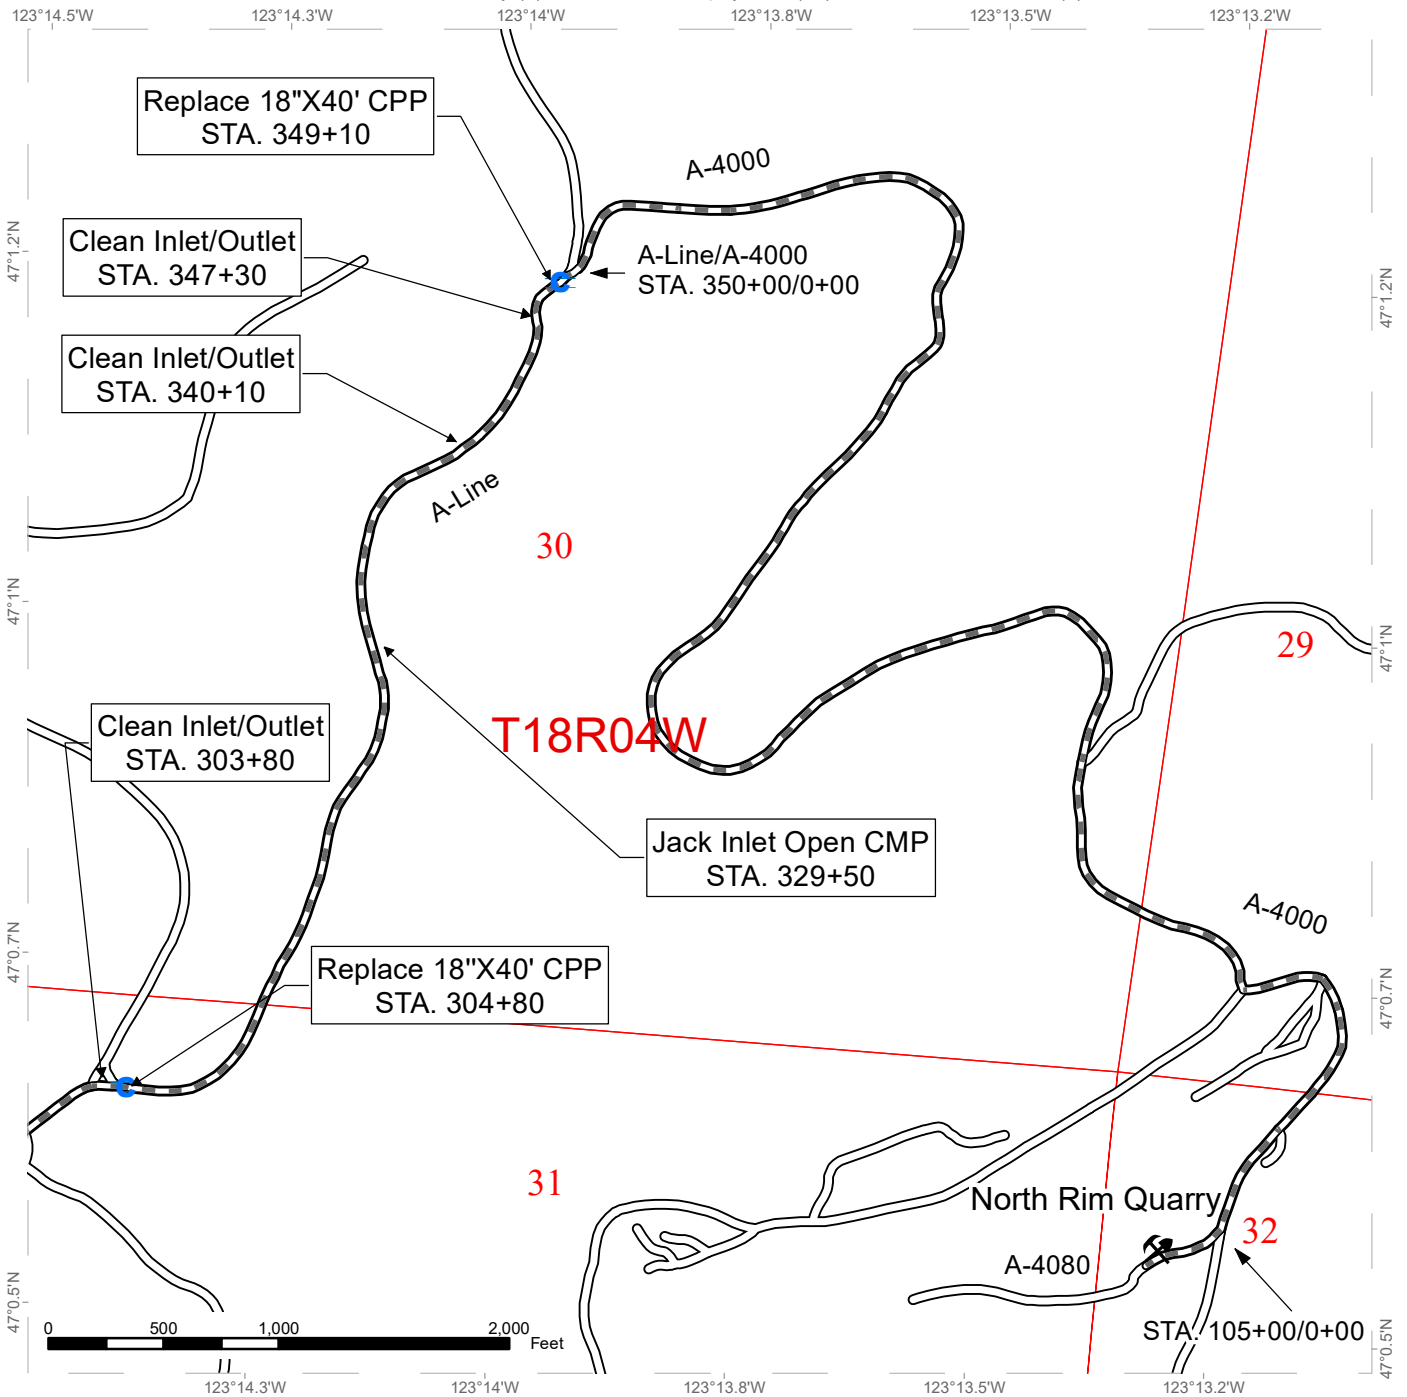 123°14.5'W
123°14.3'W
123°14'W
123°13.8'W
123°13.5'W
123°13.2'W
Replace 18"X40' CPP
STA. 349+10
A-4000
Clean Inlet/Outlet
STA. 347+30
A-Line/A-4000
STA. 350+00/0+00
47°1.2'N
47°1.2'N
Clean Inlet/Outlet
STA. 340+10
A-Line
30
47°1'N
47°1'N
29
T18R04W
Clean Inlet/Outlet
STA. 303+80
Jack Inlet Open CMP
STA. 329+50
A-4000
47°0.7'N
47°0.7'N
Replace 18"X40' CPP
STA. 304+80
31
North Rim Quarry
32
A-4080
47°0.5'N
47°0.5'N
STA. 105+00/0+00
0
500
1,000
2,000
Feet
123°14.3'W
123°14'W
123°13.8'W
123°13.5'W
123°13.2'W